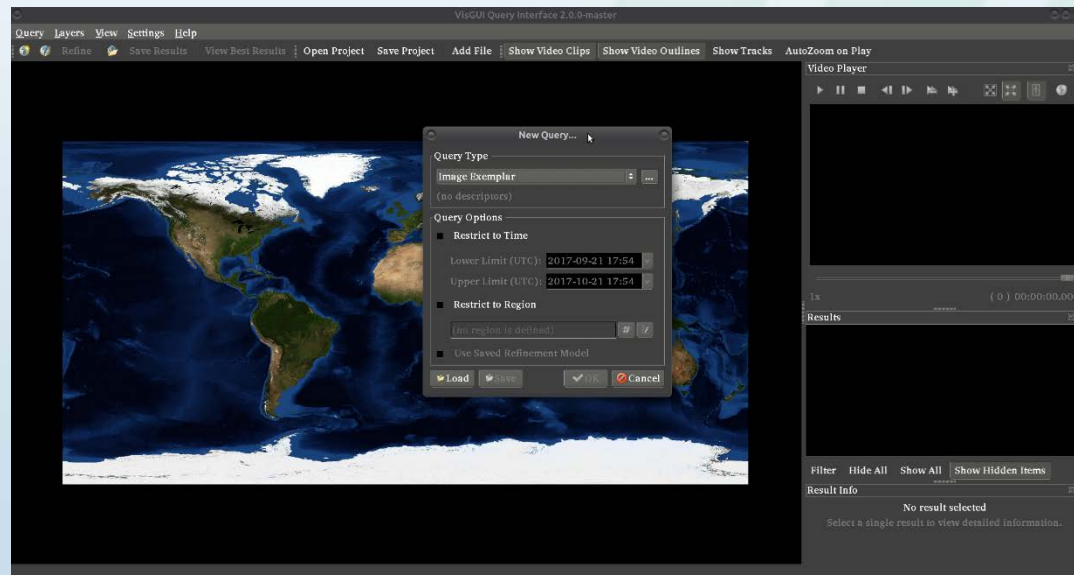 VisGUI Query Interface 2.0.0-master
Query Layers View Settings Help
Refine Save Results View Best Results Open Project Save Project Add File Show Video Clips Show Video Outlines Show Tracks AutoZoom on Play
Video Player
New Query...
Query Type
Image Exemplar ...
(no descriptors)
Query Options
Restrict to Time
Lower Limit (UTC): 2017-09-21 17:54
Upper Limit (UTC): 2017-10-21 17:54
Restrict to Region
(no region is defined) #
Use Saved Refinement Model
Load Save OK Cancel
1x ( 0 ) 00:00:00.00
Results
Filter Hide All Show All Show Hidden Items
Result Info
No result selected
Select a single result to view detailed information.